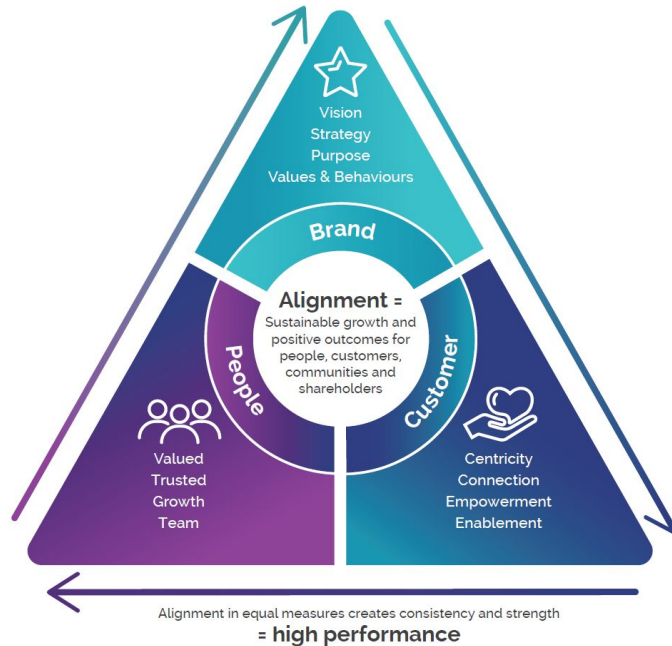 Vision
Strategy
Purpose
Values & Behaviours
Brand
Alignment =
Sustainable growth and
positive outcomes for
people, customers,
communities and
shareholders
People
Customer
Valued
Trusted
Growth
Team
Centricity
Connection
Empowerment
Enablement
Alignment in equal measures creates consistency and strength
= high performance